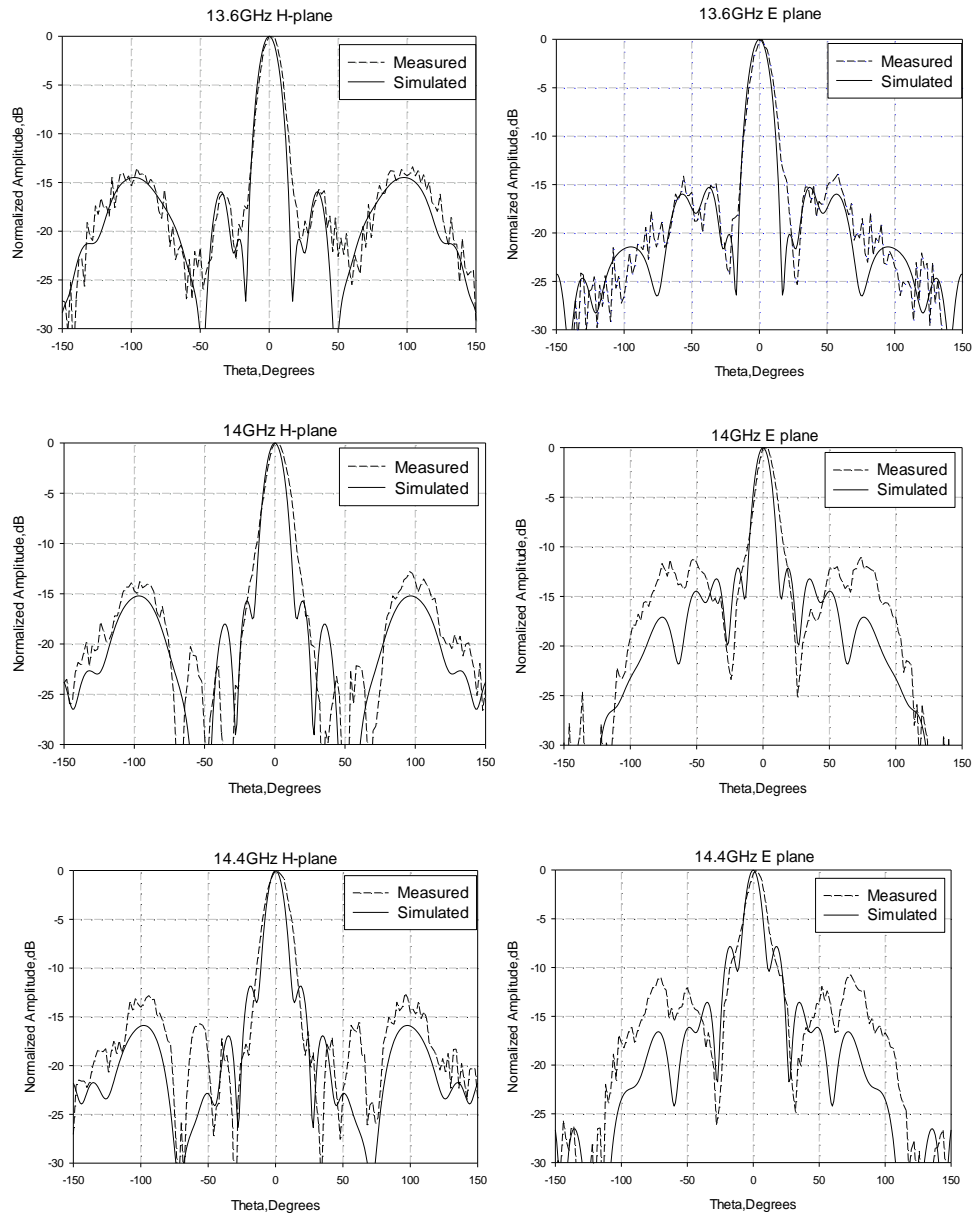 13.6GHz H-plane
Normalized Amplitude,dB
0
-5
-10
-15
-20
-25
-30
Measured
Simulated
-150 -100 -50 0 50 100 150
Theta,Degrees
13.6GHz E plane
Normalized Amplitude,dB
0
-5
-10
-15
-20
-25
-30
Measured
Simulated
-150 -100 -50 0 50 100 150
Theta,Degrees
14GHz H-plane
Normalized Amplitude,dB
0
-5
-10
-15
-20
-25
-30
Measured
Simulated
-150 -100 -50 0 50 100 150
Theta,Degrees
14GHz E plane
Normalized Amplitude,dB
0
-5
-10
-15
-20
-25
-30
Measured
Simulated
-150 -100 -50 0 50 100 150
Theta,Degrees
14.4GHz H-plane
Normalized Amplitude,dB
0
-5
-10
-15
-20
-25
-30
Measured
Simulated
-150 -100 -50 0 50 100 150
Theta,Degrees
14.4GHz E plane
Normalized Amplitude,dB
0
-5
-10
-15
-20
-25
-30
Measured
Simulated
-150 -100 -50 0 50 100 150
Theta,Degrees